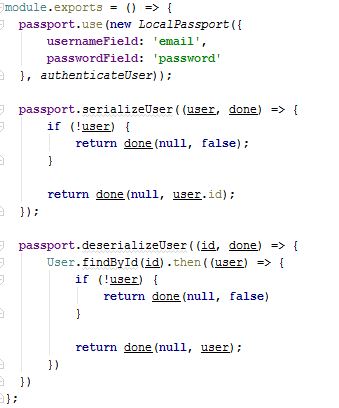 module.exports = () => {
    passport.use(new LocalPassport({
        usernameField: 'email',
        passwordField: 'password'
    }, authenticateUser));

    passport.serializeUser((user, done) => {
        if (!user) {
            return done(null, false);
        }

        return done(null, user.id);
    });

    passport.deserializeUser((id, done) => {
        User.findById(id).then((user) => {
            if (!user) {
                return done(null, false)
            }

            return done(null, user);
        })
    })
};